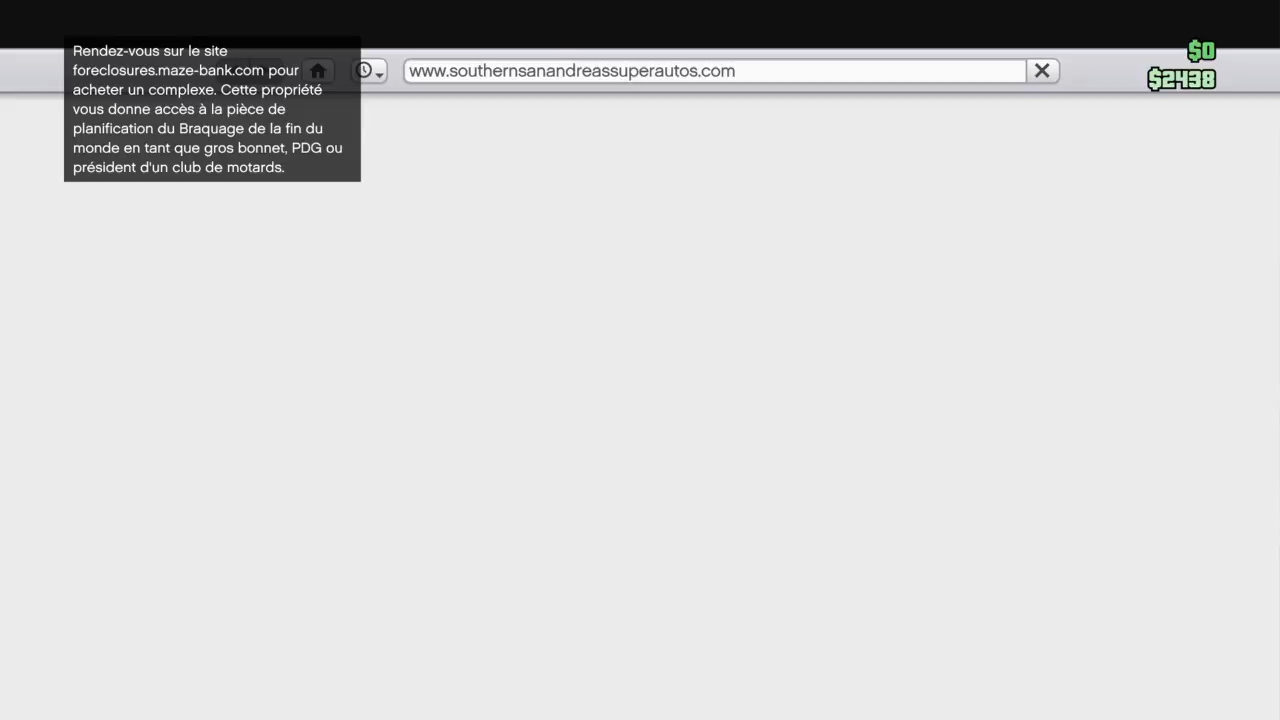 Rendez-vous sur le site
foreclosures.maze-bank.com pour
acheter un complexe. Cette propriété
vous donne accès à la pièce de
planification du Braquage de la fin du
monde en tant que gros bonnet, PDG ou
président d'un club de motards.
www.southernsanandreassuperautos.com
$0
$2438